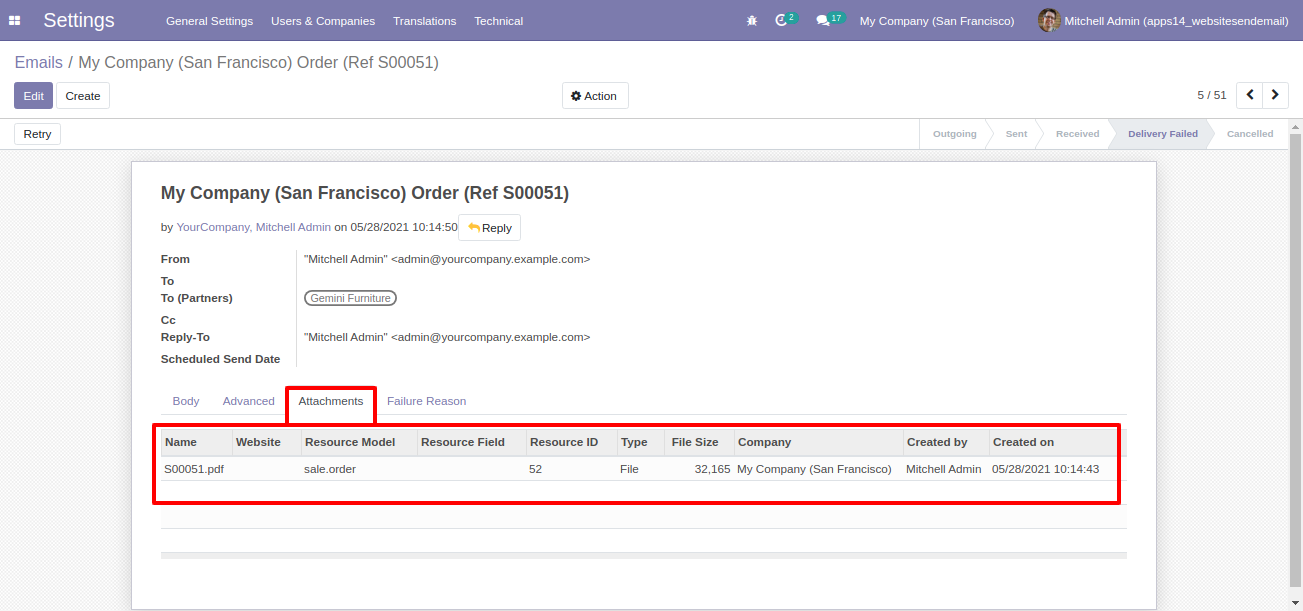 Settings General Settings Users & Companies Translations Technical 2 17 My Company (San Francisco) Mitchell Admin (apps14_websitesendemail)
Emails / My Company (San Francisco) Order (Ref S00051)
Edit Create Action 5 / 51
Retry Outgoing Sent Received Delivery Failed Cancelled
My Company (San Francisco) Order (Ref S00051)
by YourCompany, Mitchell Admin on 05/28/2021 10:14:50 Reply
From "Mitchell Admin" <admin@yourcompany.example.com>
To
To (Partners) Gemini Furniture
Cc
Reply-To "Mitchell Admin" <admin@yourcompany.example.com>
Scheduled Send Date
Body Advanced Attachments Failure Reason
Name Website Resource Model Resource Field Resource ID Type File Size Company Created by Created on
S00051.pdf sale.order 52 File 32,165 My Company (San Francisco) Mitchell Admin 05/28/2021 10:14:43